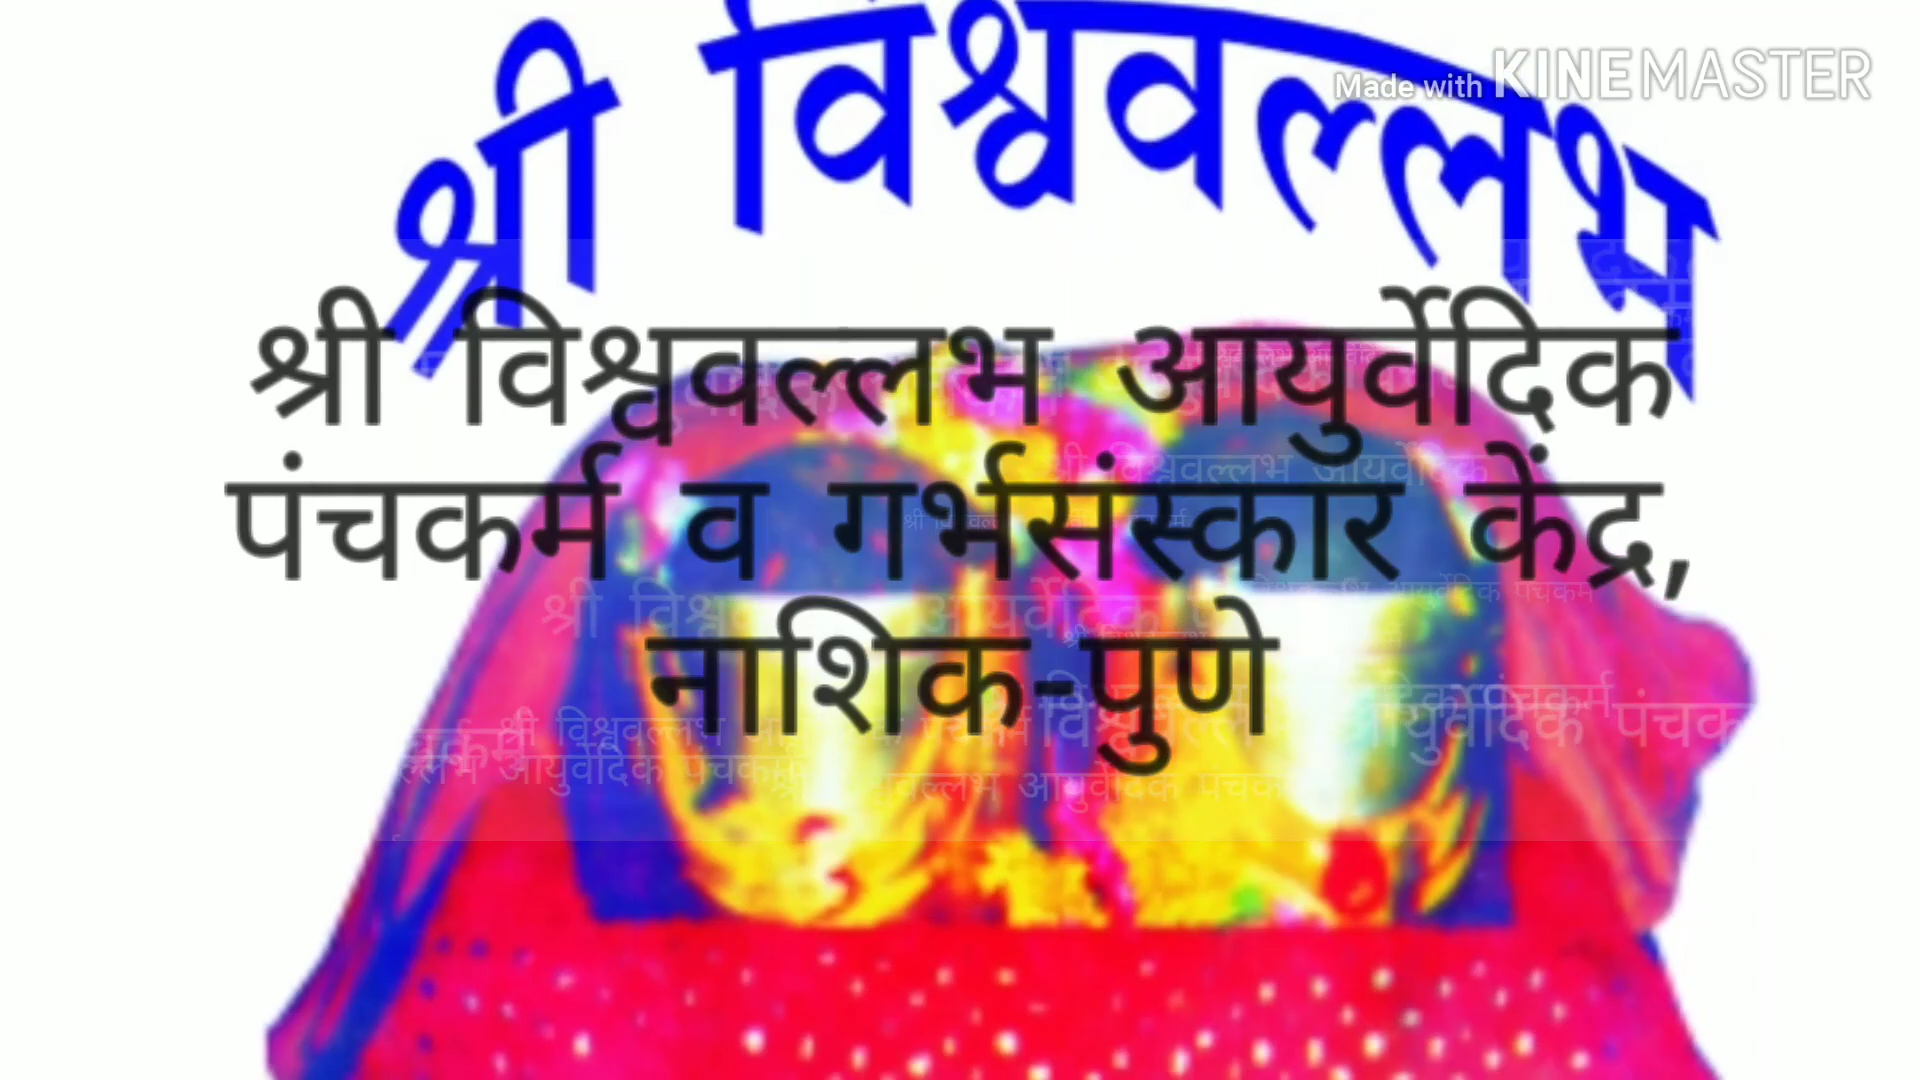 श्री विश्ववल्लभ
Made with KINEMASTER
श्री विश्ववल्लभ आयुर्वेदिक
पंचकर्म व गर्भसंस्कार केंद्र,
नाशिक-पुणे